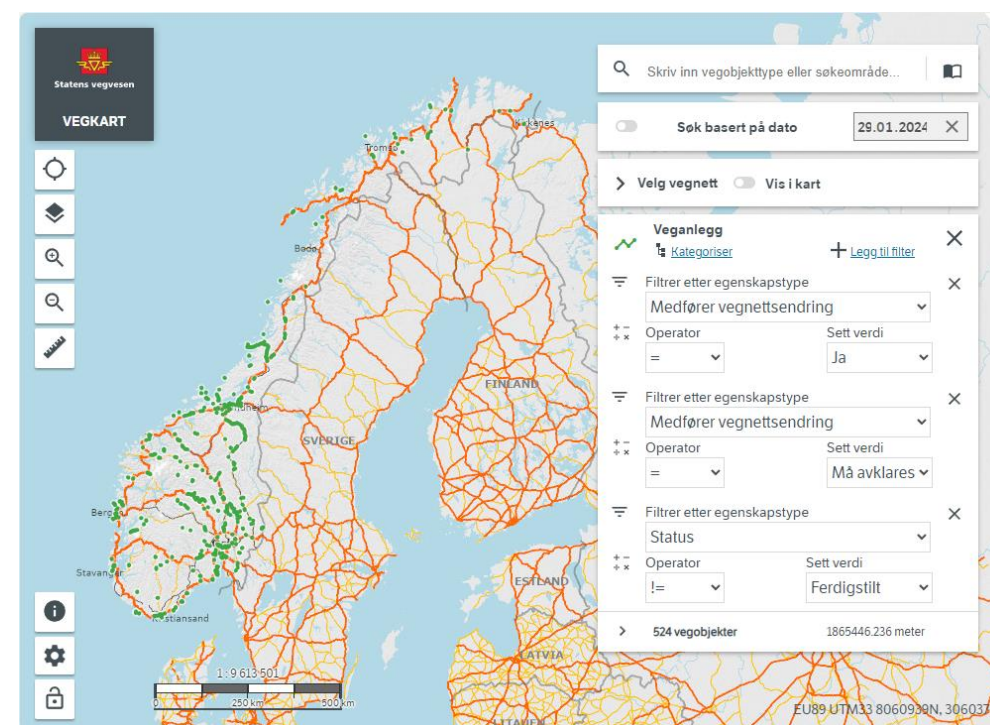 Statens vegvesen
VEGKART
Skriv inn vegobjekttype eller søkeområde...
Søk basert på dato
29.01.2024
Velg vegnett
Vis i kart
Veganlegg
Kategoriser
Legg til filter
Filtrer etter egenskapstype
Medfører vegnettsendring
Operator
Sett verdi
=
Ja
Filtrer etter egenskapstype
Medfører vegnettsendring
Operator
Sett verdi
=
Må avklares
Filtrer etter egenskapstype
Status
Operator
Sett verdi
!=
Ferdigstilt
524 vegobjekter
1865446.236 meter
Kirkenes
Tromsø
Bodø
FINLAND
SVERIGE
Stavanger
ESTLAND
LATVIA
LITAUEN
1 : 9 613 501
0
250 km
500 km
EU89 UTM33 8060939N, 306037